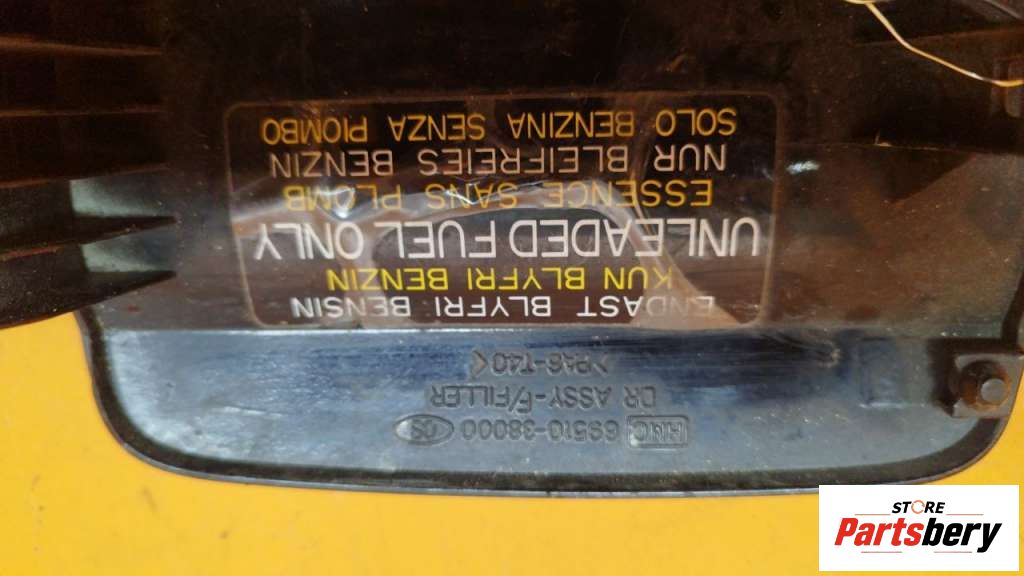 HMC 69510-38000
DR ASSY-F/FILLER
>PA6-T40<
ENDAST BLYFRI BENSIN
KUN BLYFRI BENZIN
UNLEADED FUEL ONLY
ESSENCE SANS PLOMB
NUR BLEIFREIES BENZIN
SOLO BENZINA SENZA PIOMBO
STORE
Partsbery